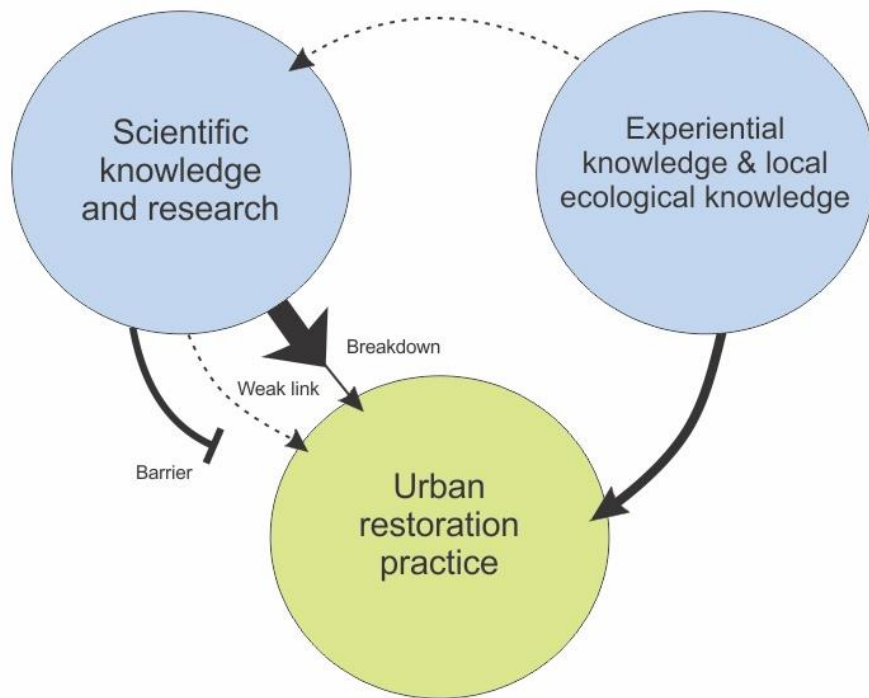 Scientific
knowledge
and research
Experiential
knowledge & local
ecological knowledge
Breakdown
Weak link
Barrier
Urban
restoration
practice